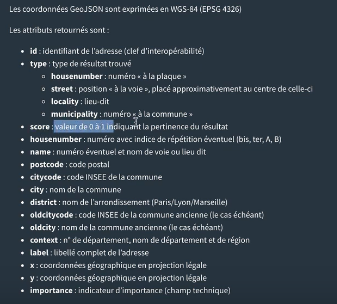 Les coordonnées GeoJSON sont exprimées en WGS-84 (EPSG 4326)
Les attributs retournés sont :
• id : identifiant de l'adresse (clef d'interopérabilité)
• type : type de résultat trouvé
○ housenumber : numéro « à la plaque »
○ street : position « à la voie », placé approximativement au centre de celle-ci
○ locality : lieu-dit
○ municipality : numéro « à la commune »
• score : valeur de 0 à 1 indiquant la pertinence du résultat
• housenumber : numéro avec indice de répétition éventuel (bis, ter, A, B)
• name : numéro éventuel et nom de voie ou lieu dit
• postcode : code postal
• citycode : code INSEE de la commune
• city : nom de la commune
• district : nom de l'arrondissement (Paris/Lyon/Marseille)
• oldcitycode : code INSEE de la commune ancienne (le cas échéant)
• oldcity : nom de la commune ancienne (le cas échéant)
• context : n° de département, nom de département et de région
• label : libellé complet de l'adresse
• x : coordonnées géographique en projection légale
• y : coordonnées géographique en projection légale
• importance : indicateur d'importance (champ technique)